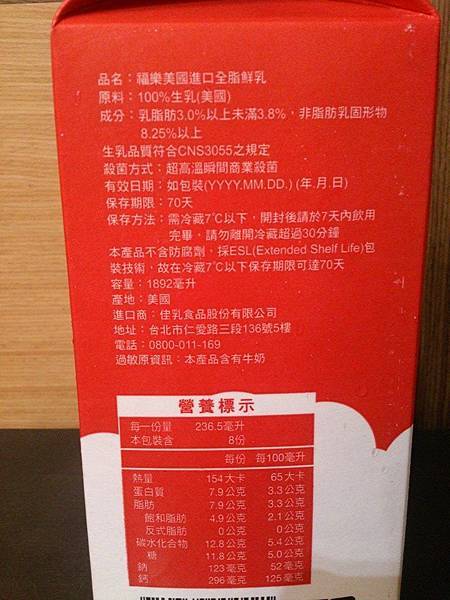 品名：福樂美國進口全脂鮮乳
原料：100%生乳(美國)
成分：乳脂肪3.0%以上未滿3.8%，非脂肪乳固形物
8.25%以上
生乳品質符合CNS3055之規定
殺菌方式：超高溫瞬間商業殺菌
有效日期：如包裝(YYYY.MM.DD.) (年.月.日)
保存期限：70天
保存方法：需冷藏7℃以下，開封後請於7天內飲用
完畢，請勿離開冷藏超過30分鐘
本產品不含防腐劑，採ESL(Extended Shelf Life)包
裝技術，故在冷藏7℃以下保存期限可達70天
容量：1892毫升
產地：美國
進口商：佳乳食品股份有限公司
地址：台北市仁愛路三段136號5樓
電話：0800-011-169
過敏原資訊：本產品含有牛奶
營養標示
每一份量 236.5毫升
本包裝含 8份
每份 每100毫升
熱量 154大卡 65大卡
蛋白質 7.9公克 3.3公克
脂肪 7.9公克 3.3公克
飽和脂肪 4.9公克 2.1公克
反式脂肪 0公克 0公克
碳水化合物 12.8公克 5.4公克
糖 11.8公克 5.0公克
鈉 123毫克 52毫克
鈣 296毫克 125毫克